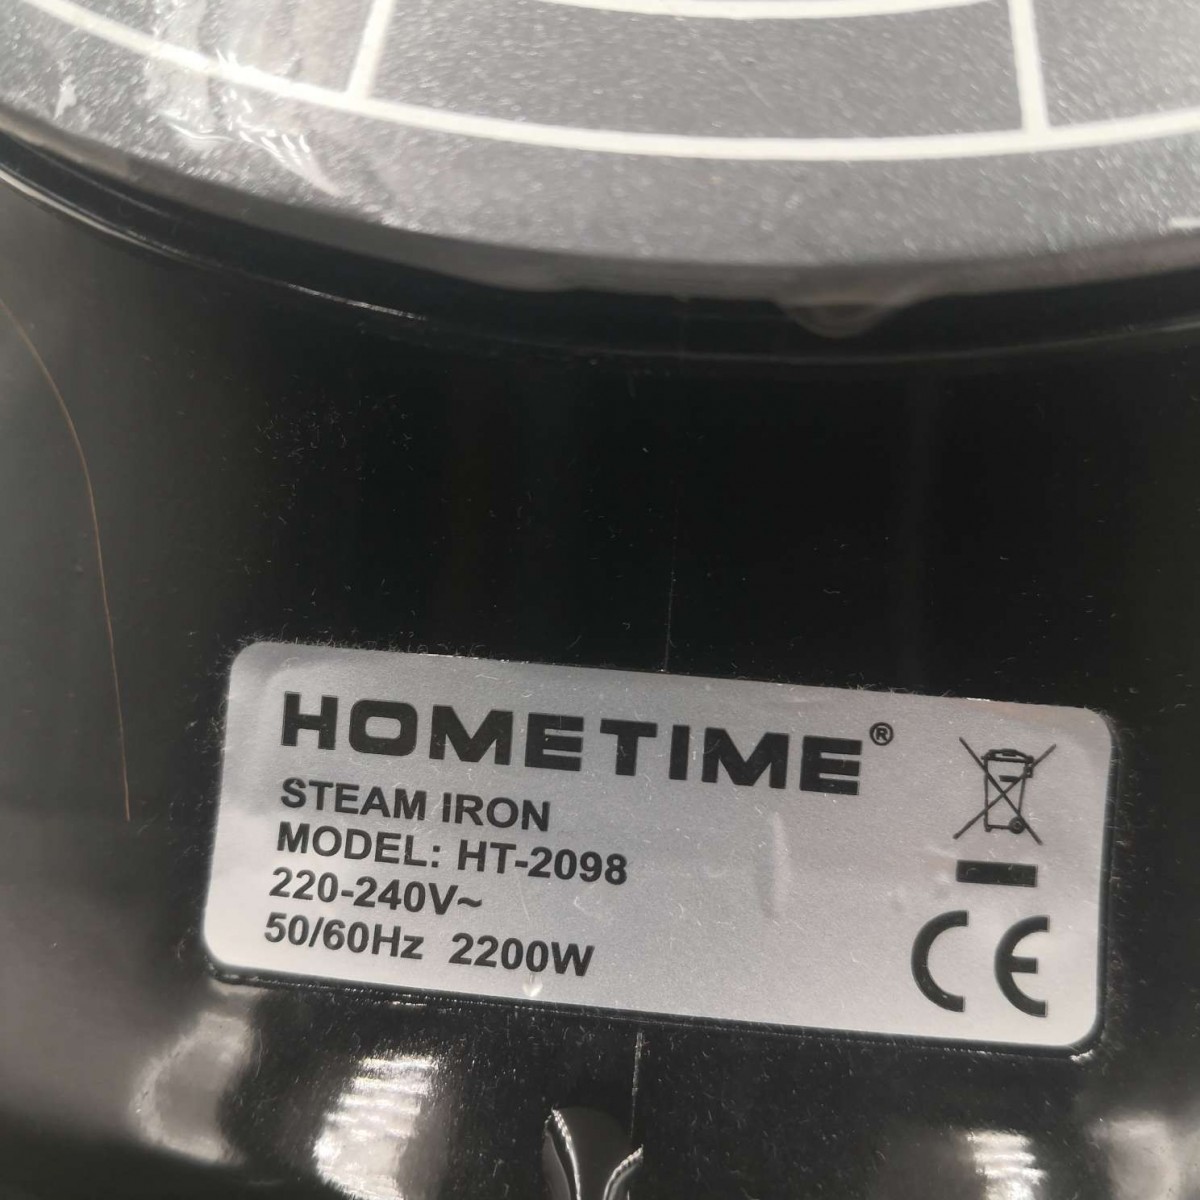 HOMETIME®
STEAM IRON
MODEL: HT-2098
220-240V~
50/60Hz 2200W
CE